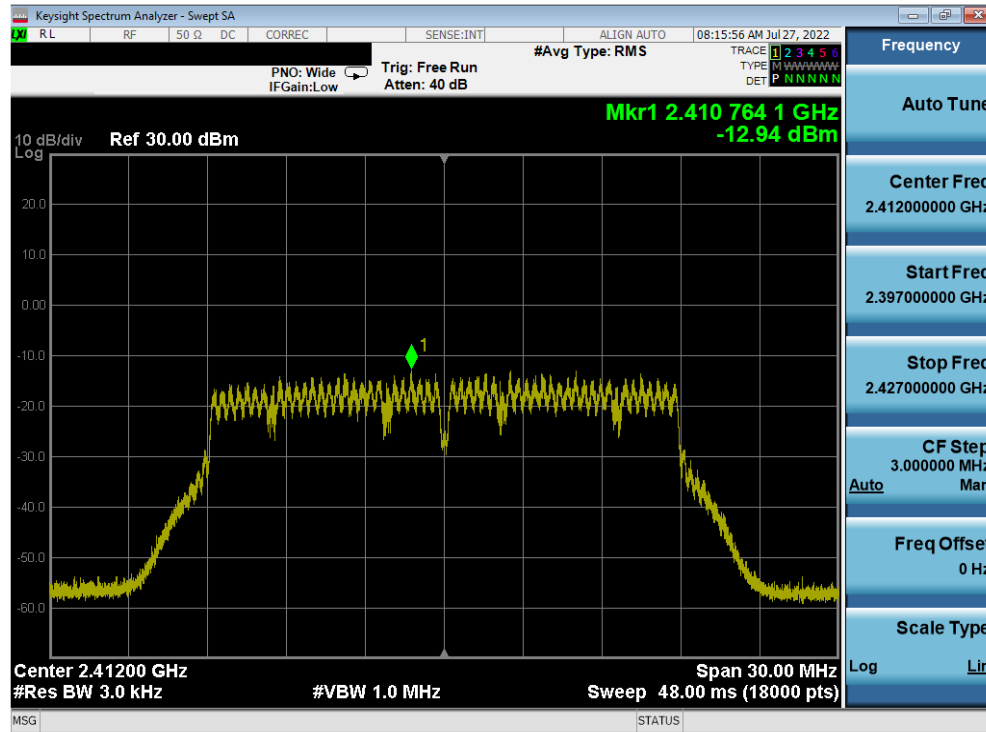 Keysight Spectrum Analyzer - Swept SA
LXI RL RF 50 Ω DC CORREC SENSE:INT ALIGN AUTO 08:15:56 AM Jul 27, 2022
#Avg Type: RMS
TRACE 1 2 3 4 5 6
TYPE M WWWWW
DET P N N N N N
PNO: Wide Trig: Free Run
IFGain:Low Atten: 40 dB
Mkr1 2.410 764 1 GHz
-12.94 dBm
10 dB/div Ref 30.00 dBm
Log
20.0
10.0
0.00
-10.0
-20.0
-30.0
-40.0
-50.0
-60.0
1
Center 2.41200 GHz Span 30.00 MHz
#Res BW 3.0 kHz #VBW 1.0 MHz Sweep 48.00 ms (18000 pts)
MSG STATUS
Frequency
Auto Tune
Center Freq
2.412000000 GHz
Start Freq
2.397000000 GHz
Stop Freq
2.427000000 GHz
CF Step
3.000000 MHz
Auto Man
Freq Offset
0 Hz
Scale Type
Log Lin